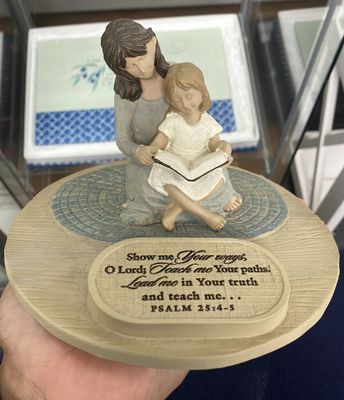 Show me Your ways,
O Lord; Teach me Your paths.
Lead me in Your truth
and teach me. . .
PSALM 25:4-5